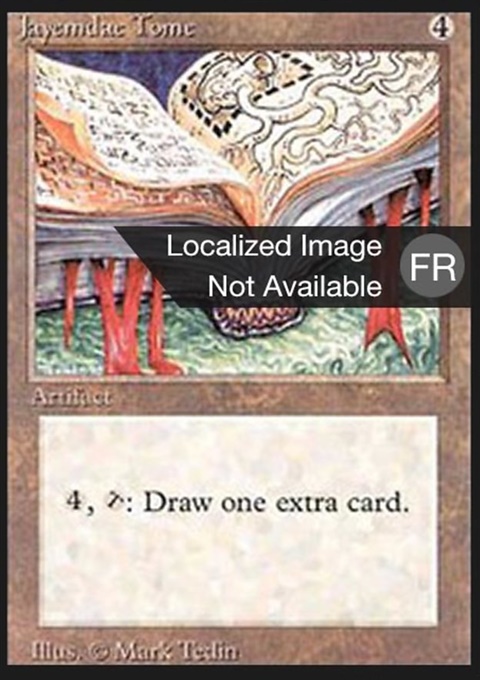 Jayemdae Tome 4
Localized Image
Not Available
FR
Artifact
4, T: Draw one extra card.
Illus. © Mark Tedin